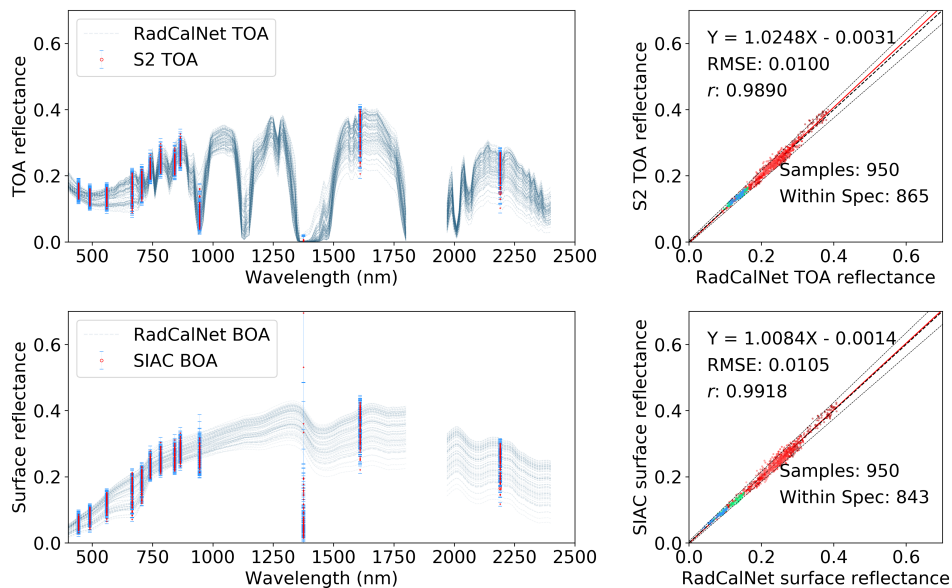 TOA reflectance
0.6
0.4
0.2
0.0
RadCalNet TOA
S2 TOA
500 750 1000 1250 1500 1750 2000 2250 2500
Wavelength (nm)
S2 TOA reflectance
0.6
0.4
0.2
0.0
Y = 1.0248X - 0.0031
RMSE: 0.0100
r: 0.9890
Samples: 950
Within Spec: 865
0.0 0.2 0.4 0.6
RadCalNet TOA reflectance
Surface reflectance
0.6
0.4
0.2
0.0
RadCalNet BOA
SIAC BOA
500 750 1000 1250 1500 1750 2000 2250 2500
Wavelength (nm)
SIAC surface reflectance
0.6
0.4
0.2
0.0
Y = 1.0084X - 0.0014
RMSE: 0.0105
r: 0.9918
Samples: 950
Within Spec: 843
0.0 0.2 0.4 0.6
RadCalNet surface reflectance